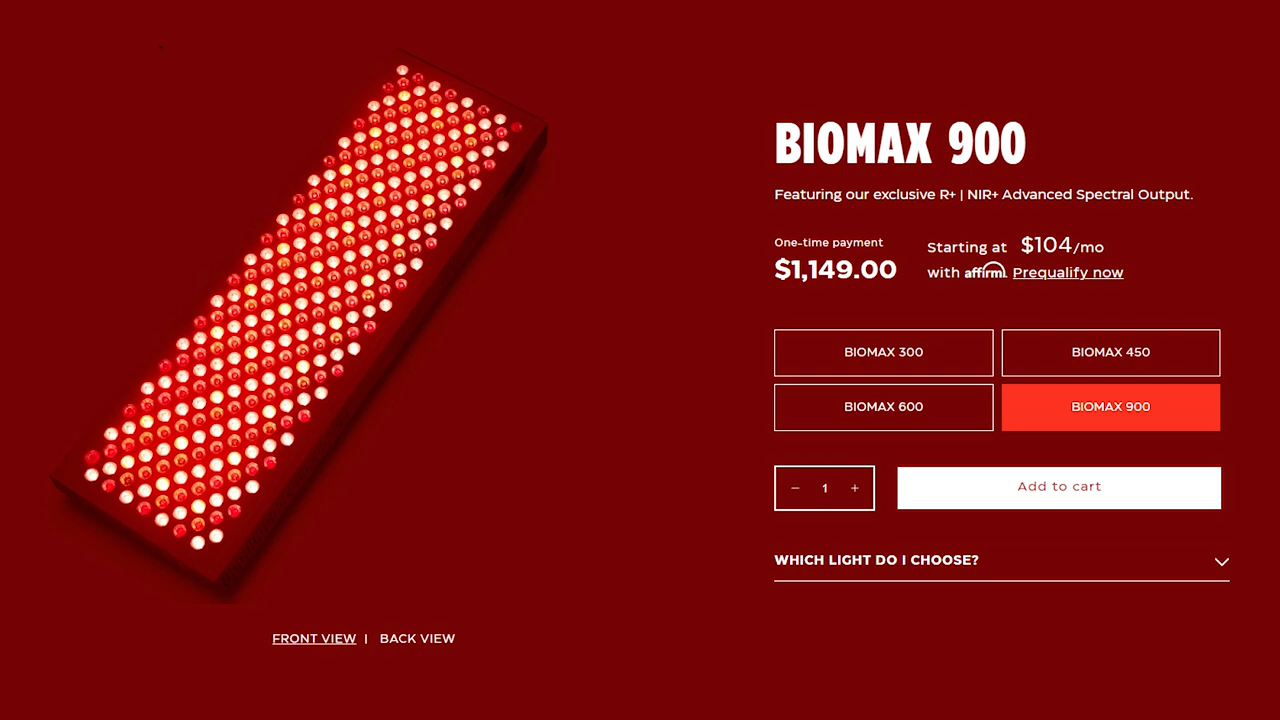 BIOMAX 900
Featuring our exclusive R+ | NIR+ Advanced Spectral Output.
One-time payment
$1,149.00
Starting at $104/mo
with affirm. Prequalify now
BIOMAX 300
BIOMAX 450
BIOMAX 600
BIOMAX 900
− 1 +
Add to cart
WHICH LIGHT DO I CHOOSE?
FRONT VIEW | BACK VIEW